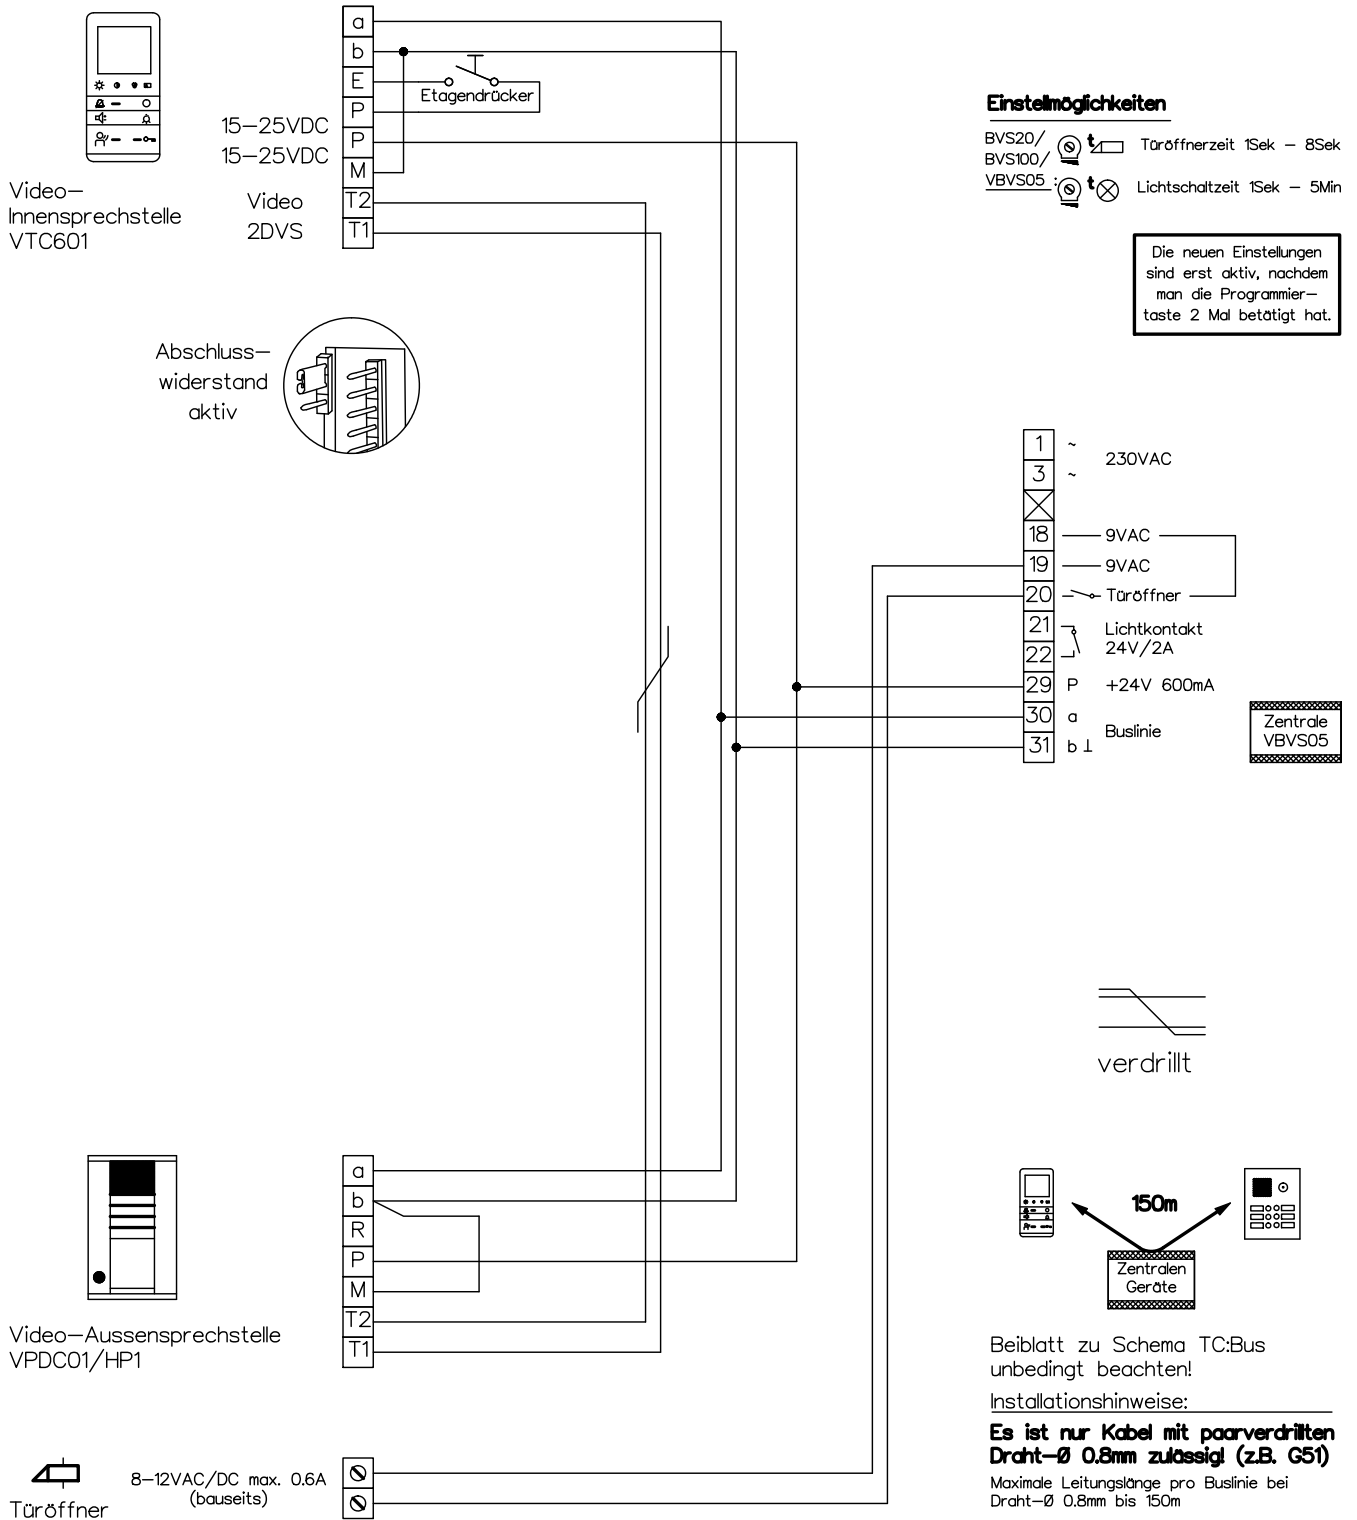 a
b
E
P
P
M
T2
T1
Etagendrücker
15-25VDC
15-25VDC
Video
2DVS
Video-
Innensprechstelle
VTC601
Einstellmöglichkeiten
BVS20/
BVS100/
VBVS05 :
t
Türöffnerzeit 1Sek - 8Sek
t
Lichtschaltzeit 1Sek - 5Min
Die neuen Einstellungen
sind erst aktiv, nachdem
man die Programmier-
taste 2 Mal betätigt hat.
Abschluss-
widerstand
aktiv
1 ~
230VAC
3 ~
18 9VAC
19 9VAC
20 Türöffner
21 Lichtkontakt
24V/2A
22
29 P +24V 600mA
30 a
Buslinie
31 b ⊥
Zentrale
VBVS05
verdrillt
a
b
R
P
M
T2
T1
Video-Aussensprechstelle
VPDC01/HP1
150m
Zentralen
Geräte
Beiblatt zu Schema TC:Bus
unbedingt beachten!
Installationshinweise:
Es ist nur Kabel mit paarverdrillten
Draht-Ø 0.8mm zulässig! (z.B. G51)
Maximale Leitungslänge pro Buslinie bei
Draht-Ø 0.8mm bis 150m
8-12VAC/DC max. 0.6A
(bauseits)
Türöffner